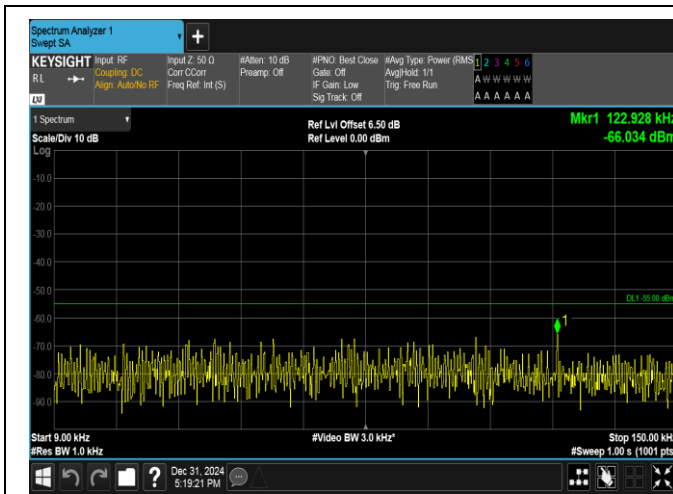 Spectrum Analyzer 1
Swept SA
+
KEYSIGHT
RL
LXI
Input: RF
Coupling: DC
Align: Auto/No RF
Input Z: 50 Ω
Corr CCorr
Freq Ref: Int (S)
#Atten: 10 dB
Preamp: Off
#PNO: Best Close
Gate: Off
IF Gain: Low
Sig Track: Off
#Avg Type: Power (RMS
Avg|Hold: 1/1
Trig: Free Run
1 2 3 4 5 6
A W W W W W
A A A A A A
1 Spectrum
Scale/Div 10 dB
Ref Lvl Offset 6.50 dB
Ref Level 0.00 dBm
Mkr1 122.928 kHz
-66.034 dBm
Log
-10.0
-20.0
-30.0
-40.0
-50.0
-60.0
-70.0
-80.0
-90.0
DL1 -55.00 dBm
1
Start 9.00 kHz
#Res BW 1.0 kHz
#Video BW 3.0 kHz*
Stop 150.00 kHz
#Sweep 1.00 s (1001 pts
?
Dec 31, 2024
5:19:21 PM